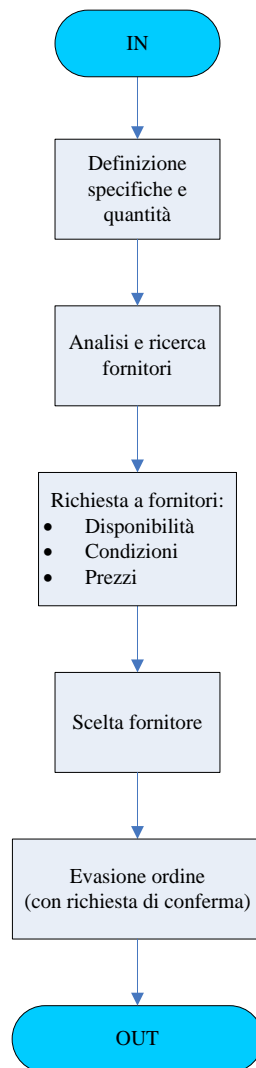 IN
Definizione
specifiche e
quantità
Analisi e ricerca
fornitori
Richiesta a fornitori:
• Disponibilità
• Condizioni
• Prezzi
Scelta fornitore
Evasione ordine
(con richiesta di conferma)
OUT